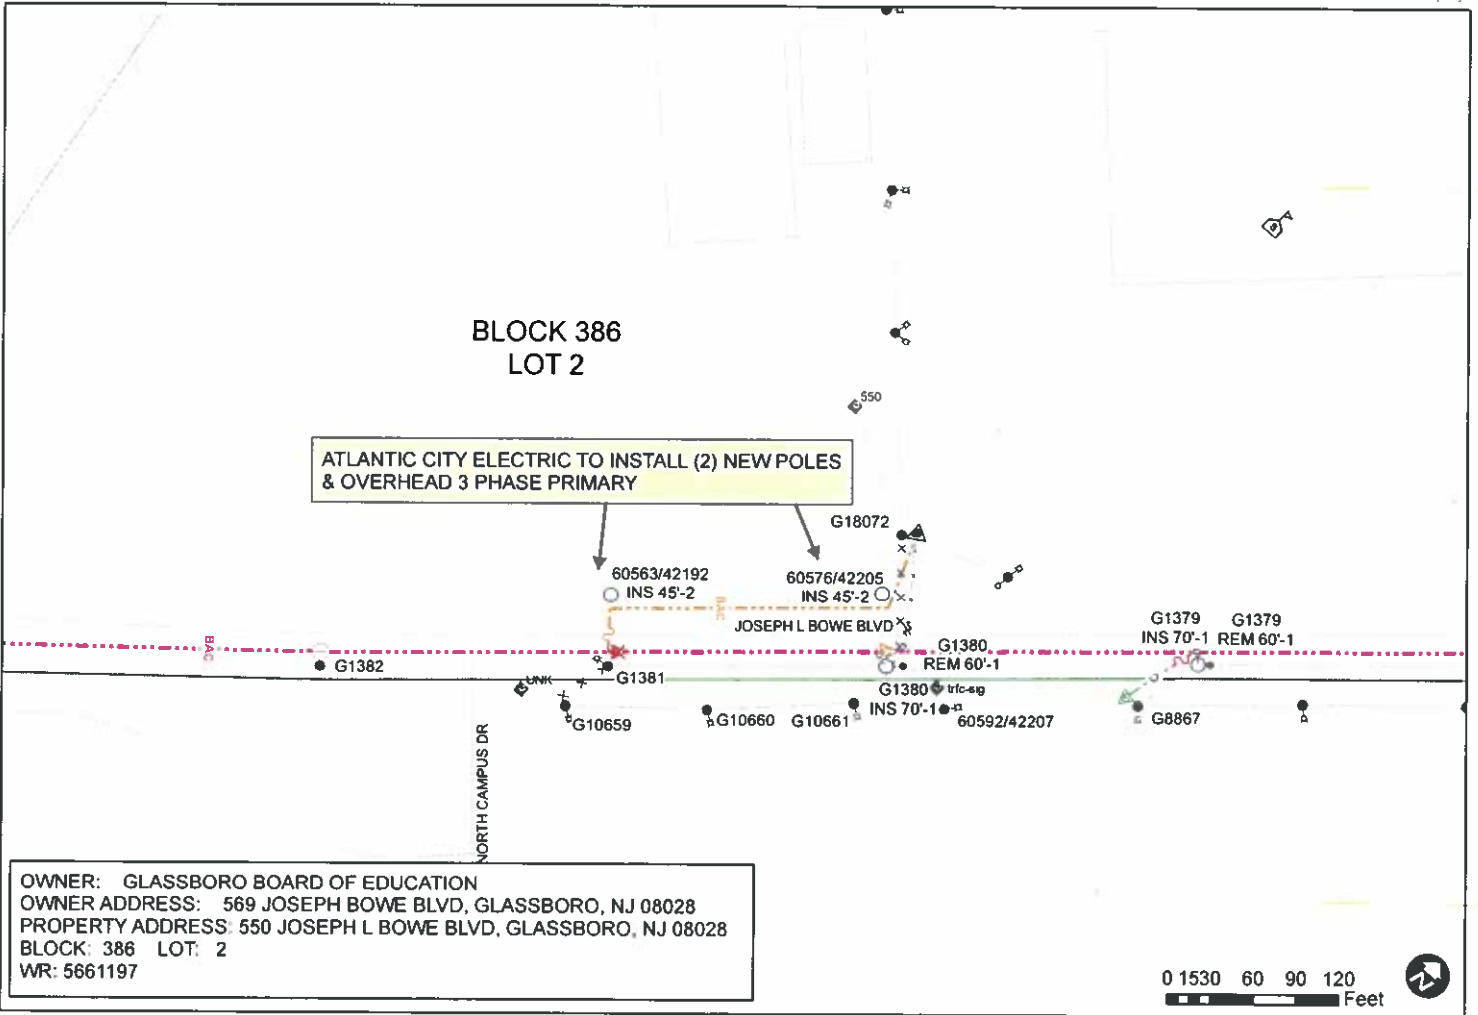 BLOCK 386
LOT 2
550
ATLANTIC CITY ELECTRIC TO INSTALL (2) NEW POLES
& OVERHEAD 3 PHASE PRIMARY
G18072
60563/42192
INS 45'-2
60576/42205
INS 45'-2
BAC
JOSEPH L BOWE BLVD
BAC
G1382
G1381
G1380
REM 60'-1
G1379
INS 70'-1
G1379
REM 60'-1
UNK
G1380
INS 70'-1
trfc-sig
G10659
G10660
G10661
60592/42207
G8867
NORTH CAMPUS DR
OWNER: GLASSBORO BOARD OF EDUCATION
OWNER ADDRESS: 569 JOSEPH BOWE BLVD, GLASSBORO, NJ 08028
PROPERTY ADDRESS: 550 JOSEPH L BOWE BLVD, GLASSBORO, NJ 08028
BLOCK: 386 LOT: 2
WR: 5661197
0 1530 60 90 120
Feet
N